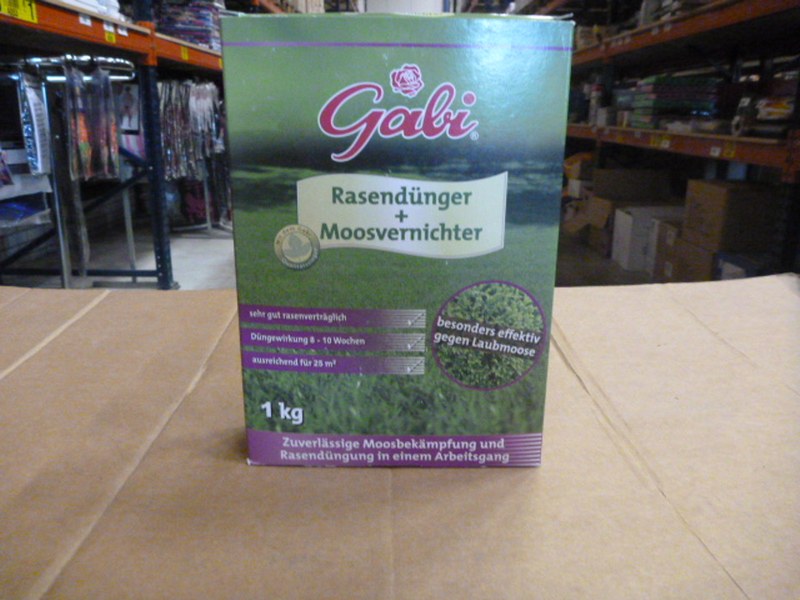 Gabi®
Rasendünger
+
Moosvernichter
sehr gut rasenverträglich
Düngewirkung 8 - 10 Wochen
ausreichend für 25 m²
besonders effektiv
gegen Laubmoose
1 kg
Zuverlässige Moosbekämpfung und
Rasendüngung in einem Arbeitsgang